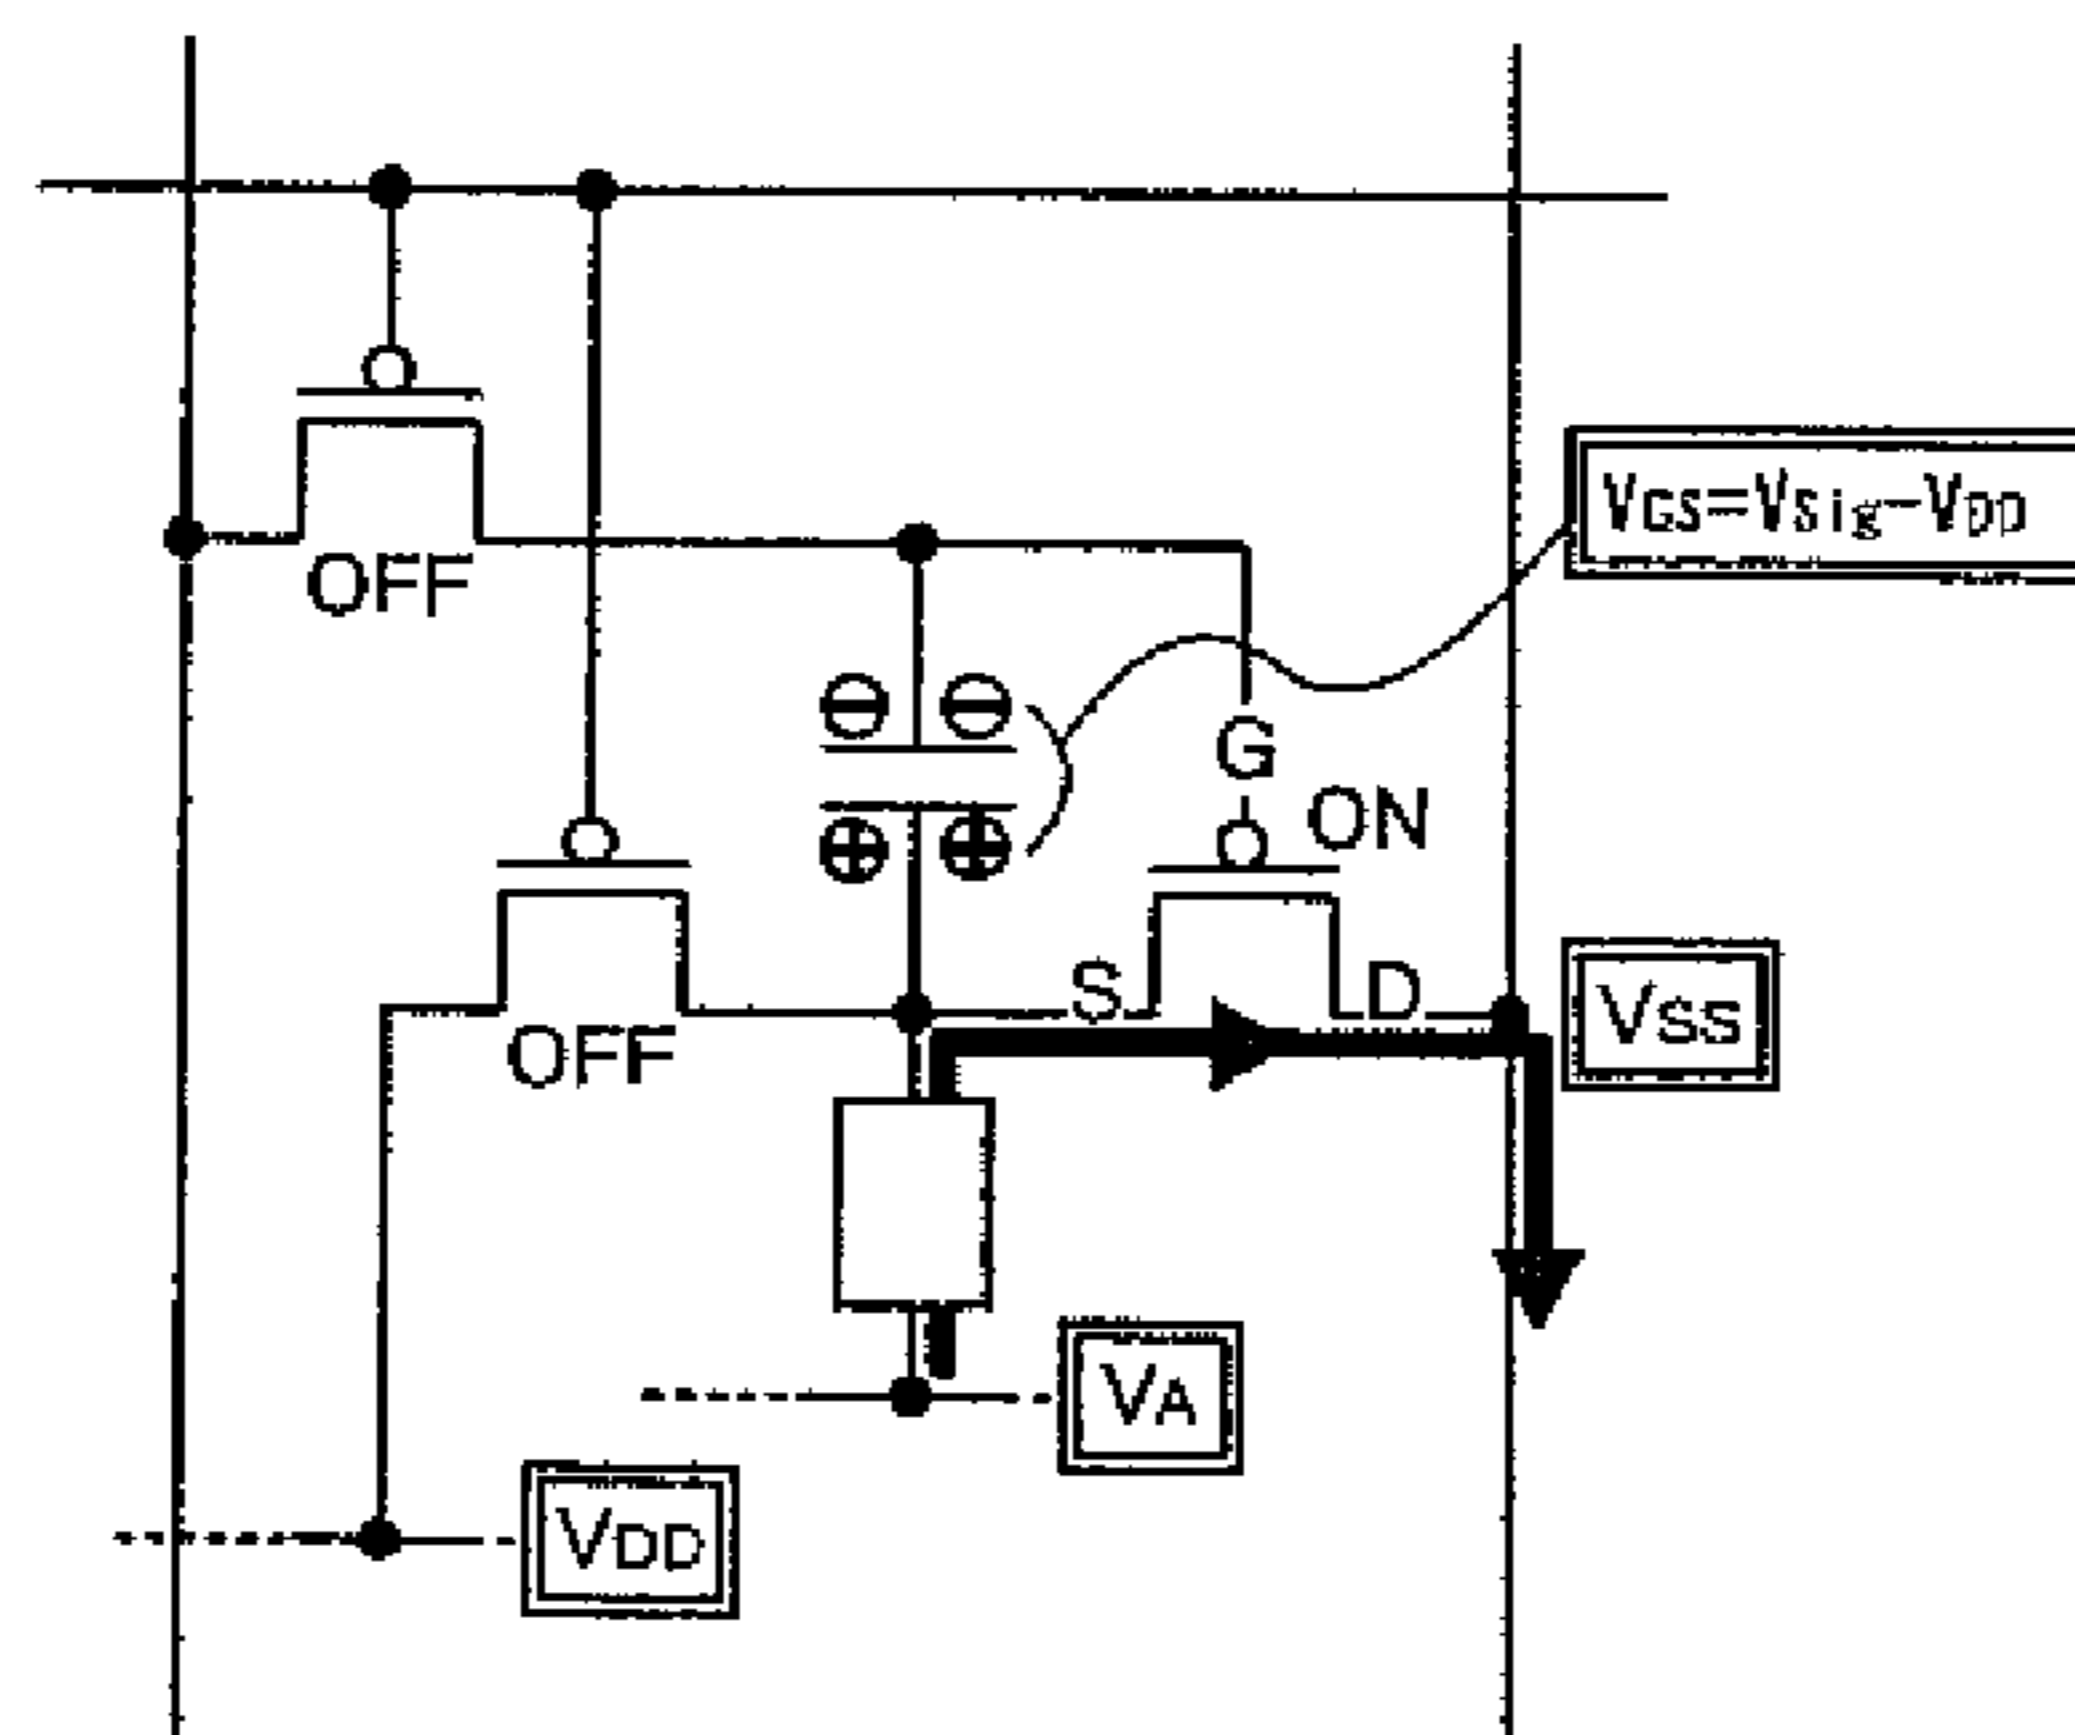 VGS=VSig-VDD
OFF
G
ON
S
D
VSS
OFF
VA
VDD